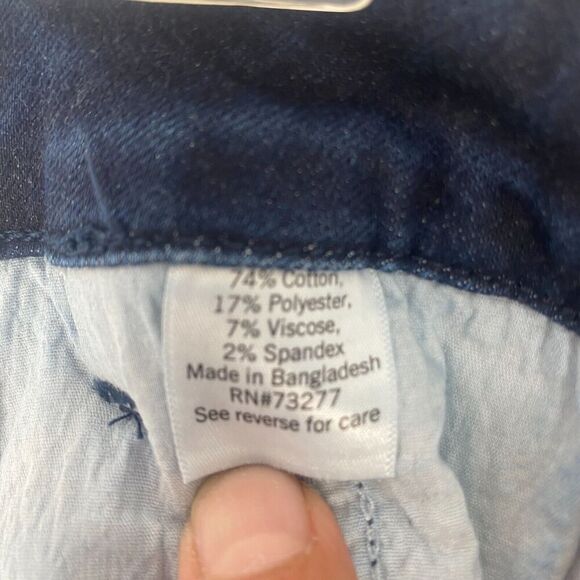 74% Cotton,
17% Polyester,
7% Viscose,
2% Spandex
Made in Bangladesh
RN#73277
See reverse for care